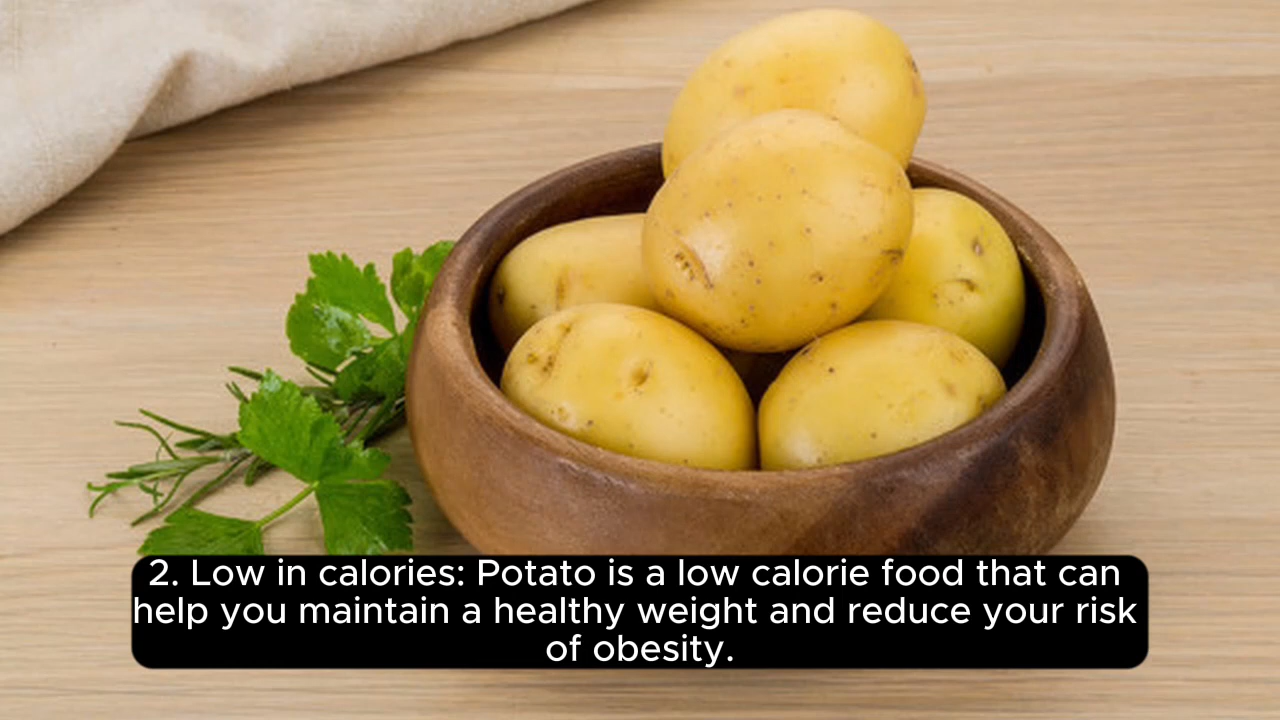 2. Low in calories: Potato is a low calorie food that can
help you maintain a healthy weight and reduce your risk
of obesity.